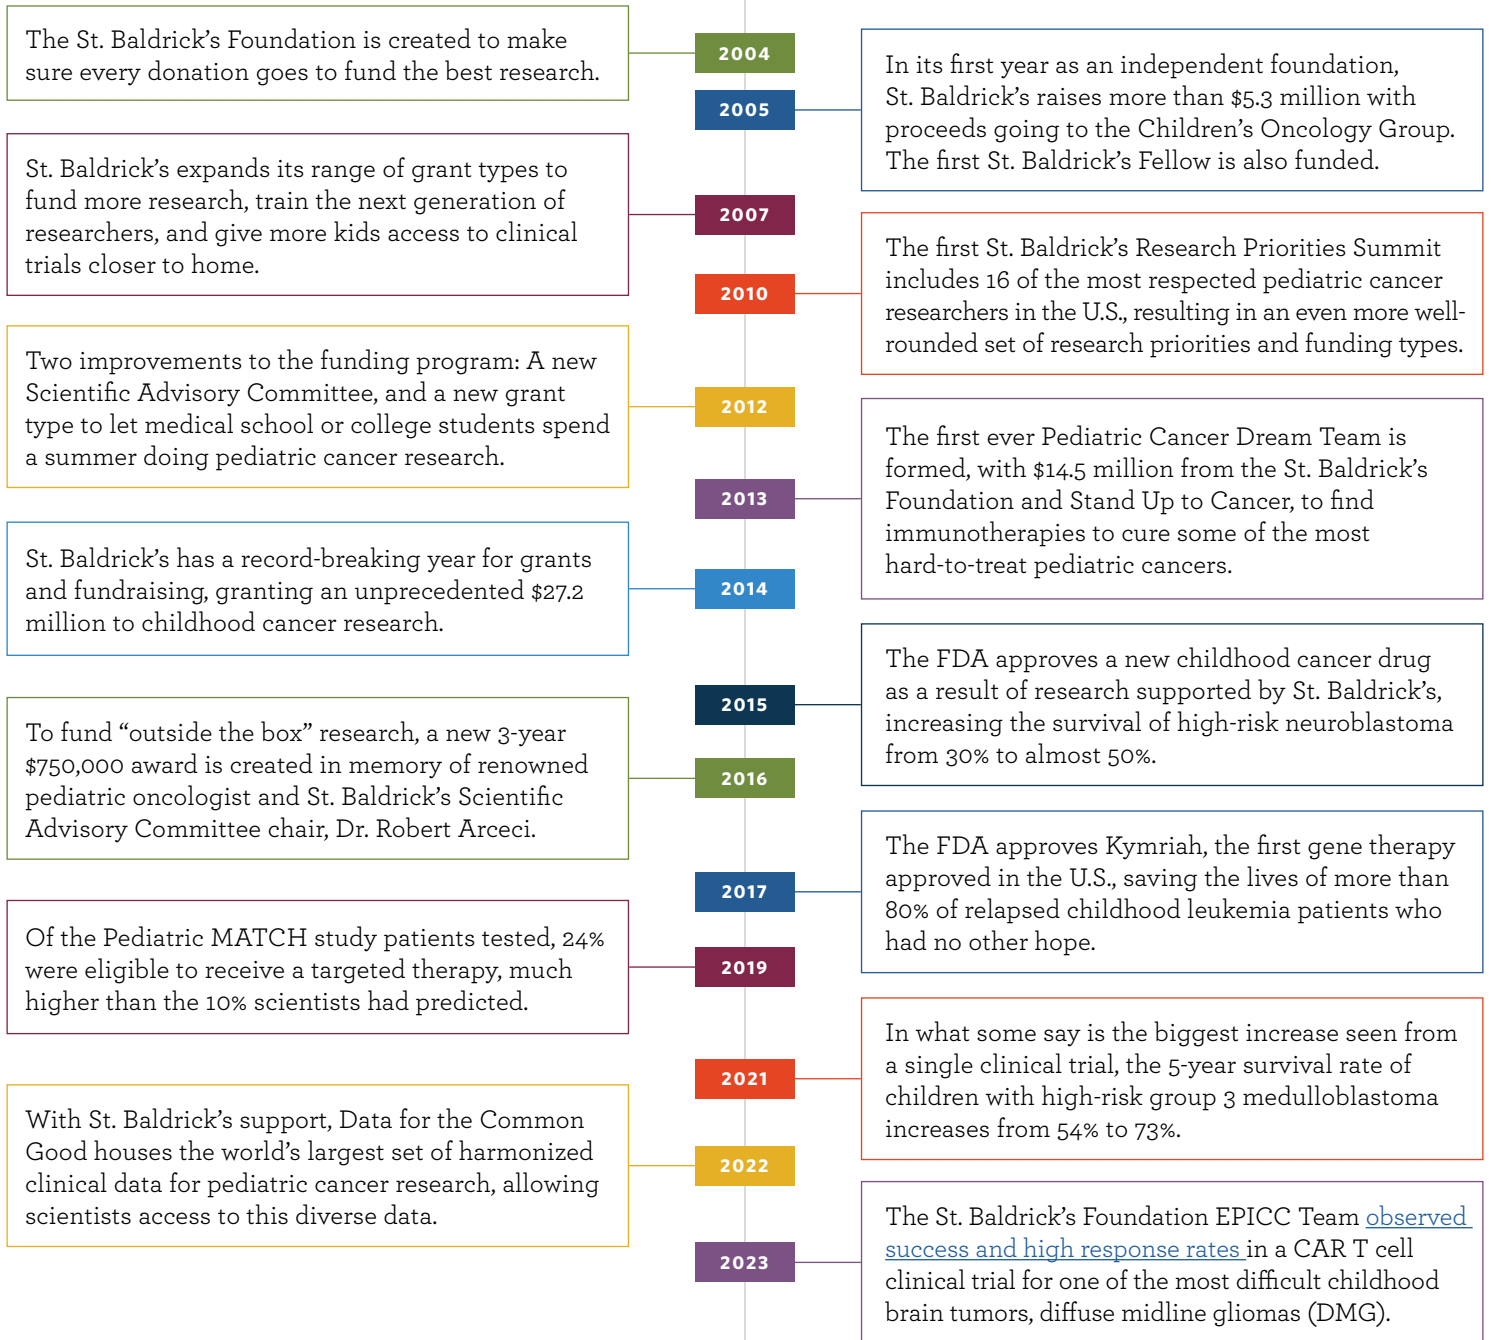 2004
The St. Baldrick's Foundation is created to make
sure every donation goes to fund the best research.
2005
In its first year as an independent foundation,
St. Baldrick's raises more than $5.3 million with
proceeds going to the Children's Oncology Group.
The first St. Baldrick's Fellow is also funded.
2007
St. Baldrick's expands its range of grant types to
fund more research, train the next generation of
researchers, and give more kids access to clinical
trials closer to home.
2010
The first St. Baldrick's Research Priorities Summit
includes 16 of the most respected pediatric cancer
researchers in the U.S., resulting in an even more well-
rounded set of research priorities and funding types.
2012
Two improvements to the funding program: A new
Scientific Advisory Committee, and a new grant
type to let medical school or college students spend
a summer doing pediatric cancer research.
2013
The first ever Pediatric Cancer Dream Team is
formed, with $14.5 million from the St. Baldrick's
Foundation and Stand Up to Cancer, to find
immunotherapies to cure some of the most
hard-to-treat pediatric cancers.
2014
St. Baldrick's has a record-breaking year for grants
and fundraising, granting an unprecedented $27.2
million to childhood cancer research.
2015
The FDA approves a new childhood cancer drug
as a result of research supported by St. Baldrick's,
increasing the survival of high-risk neuroblastoma
from 30% to almost 50%.
2016
To fund “outside the box” research, a new 3-year
$750,000 award is created in memory of renowned
pediatric oncologist and St. Baldrick's Scientific
Advisory Committee chair, Dr. Robert Arceci.
2017
The FDA approves Kymriah, the first gene therapy
approved in the U.S., saving the lives of more than
80% of relapsed childhood leukemia patients who
had no other hope.
2019
Of the Pediatric MATCH study patients tested, 24%
were eligible to receive a targeted therapy, much
higher than the 10% scientists had predicted.
2021
In what some say is the biggest increase seen from
a single clinical trial, the 5-year survival rate of
children with high-risk group 3 medulloblastoma
increases from 54% to 73%.
2022
With St. Baldrick's support, Data for the Common
Good houses the world's largest set of harmonized
clinical data for pediatric cancer research, allowing
scientists access to this diverse data.
2023
The St. Baldrick's Foundation EPICC Team observed
success and high response rates in a CAR T cell
clinical trial for one of the most difficult childhood
brain tumors, diffuse midline gliomas (DMG).